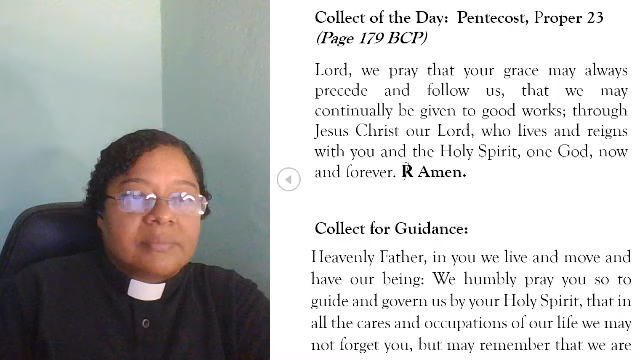 Collect of the Day: Pentecost, Proper 23
(Page 179 BCP)
Lord, we pray that your grace may always
precede and follow us, that we may
continually be given to good works; through
Jesus Christ our Lord, who lives and reigns
with you and the Holy Spirit, one God, now
and forever. ℟ Amen.
Collect for Guidance:
Heavenly Father, in you we live and move and
have our being: We humbly pray you so to
guide and govern us by your Holy Spirit, that in
all the cares and occupations of our life we may
not forget you, but may remember that we are